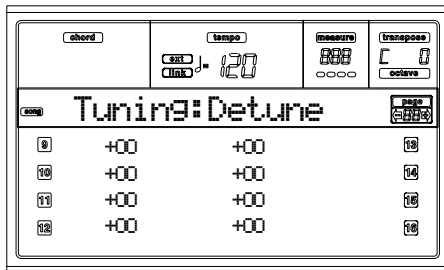 chord tempo measure transpose
ext link ♩= 120 888 C 0
octave
song Tuning:Detune page 88
9 +00 +00 13
10 +00 +00 14
11 +00 +00 15
12 +00 +00 16